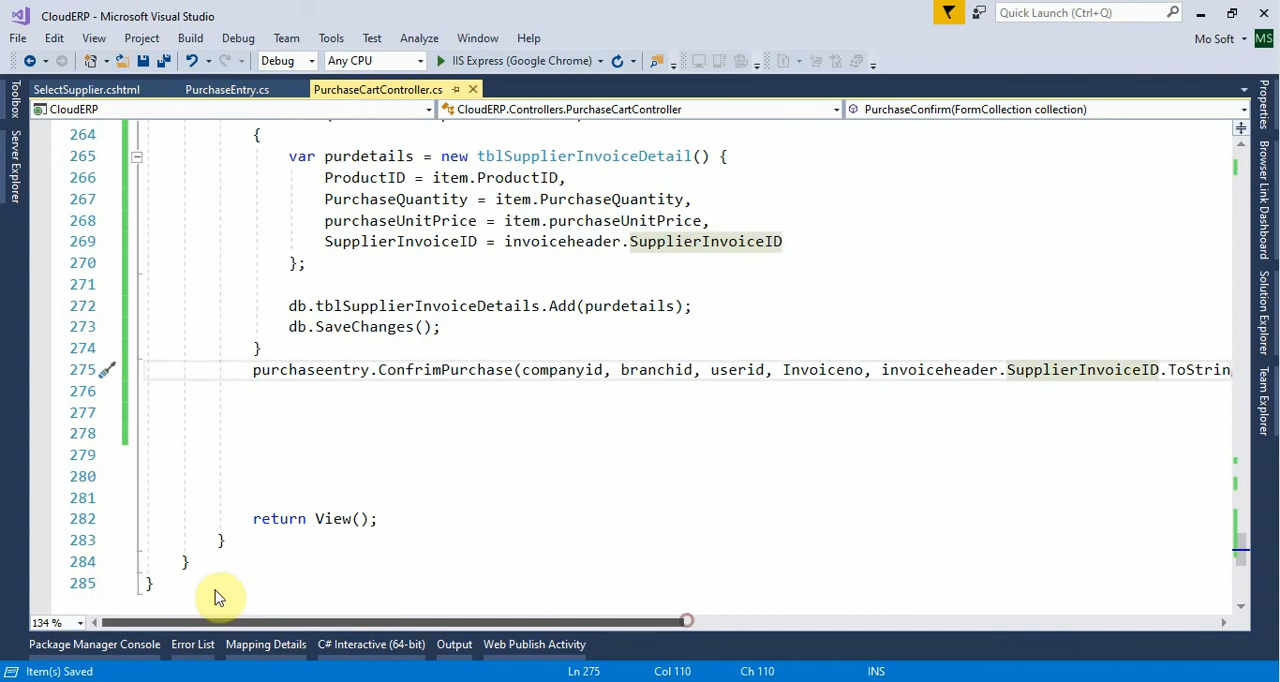 CloudERP - Microsoft Visual Studio
Quick Launch (Ctrl+Q)
File Edit View Project Build Debug Team Tools Test Analyze Window Help
Mo Soft MS
Debug Any CPU IIS Express (Google Chrome)
SelectSupplier.cshtml PurchaseEntry.cs PurchaseCartController.cs
CloudERP CloudERP.Controllers.PurchaseCartController PurchaseConfirm(FormCollection collection)
Toolbox
Server Explorer
Properties
Browser Link Dashboard
Solution Explorer
Team Explorer
264 {
265 var purdetails = new tblSupplierInvoiceDetail() {
266 ProductID = item.ProductID,
267 PurchaseQuantity = item.PurchaseQuantity,
268 purchaseUnitPrice = item.purchaseUnitPrice,
269 SupplierInvoiceID = invoiceheader.SupplierInvoiceID
270 };
271
272 db.tblSupplierInvoiceDetails.Add(purdetails);
273 db.SaveChanges();
274 }
275 purchaseentry.ConfrimPurchase(companyid, branchid, userid, Invoiceno, invoiceheader.SupplierInvoiceID.ToStrin
276
277
278
279
280
281
282 return View();
283 }
284 }
285 }
134 %
Package Manager Console Error List Mapping Details C# Interactive (64-bit) Output Web Publish Activity
Item(s) Saved Ln 275 Col 110 Ch 110 INS